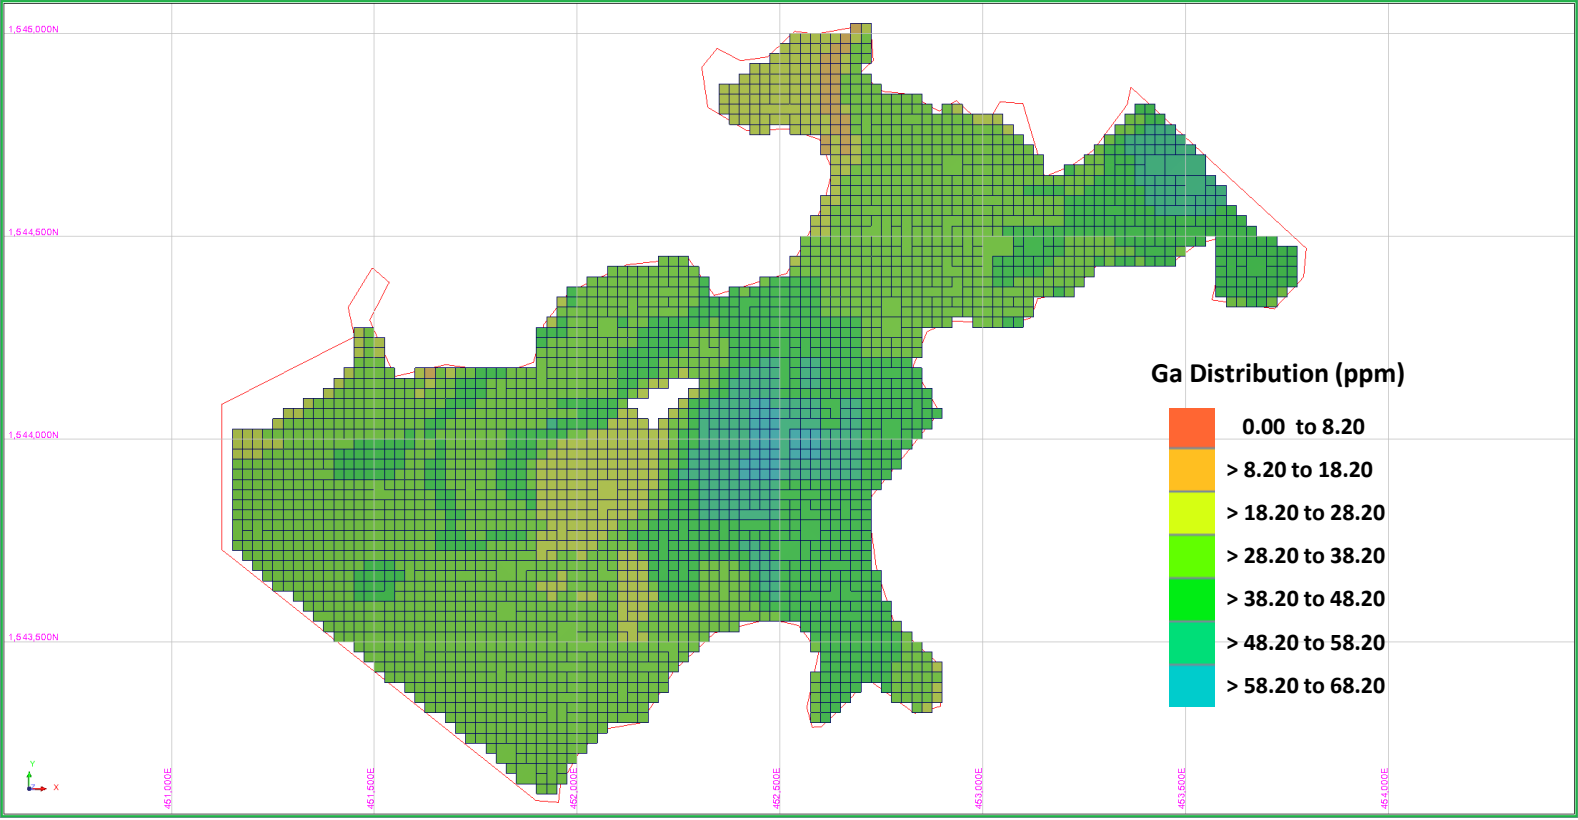 1,545,000N
1,544,500N
1,544,000N
1,543,500N
Ga Distribution (ppm)
0.00 to 8.20
> 8.20 to 18.20
> 18.20 to 28.20
> 28.20 to 38.20
> 38.20 to 48.20
> 48.20 to 58.20
> 58.20 to 68.20
451,000E
451,500E
452,000E
452,500E
453,000E
453,500E
454,000E
Y
Z
X